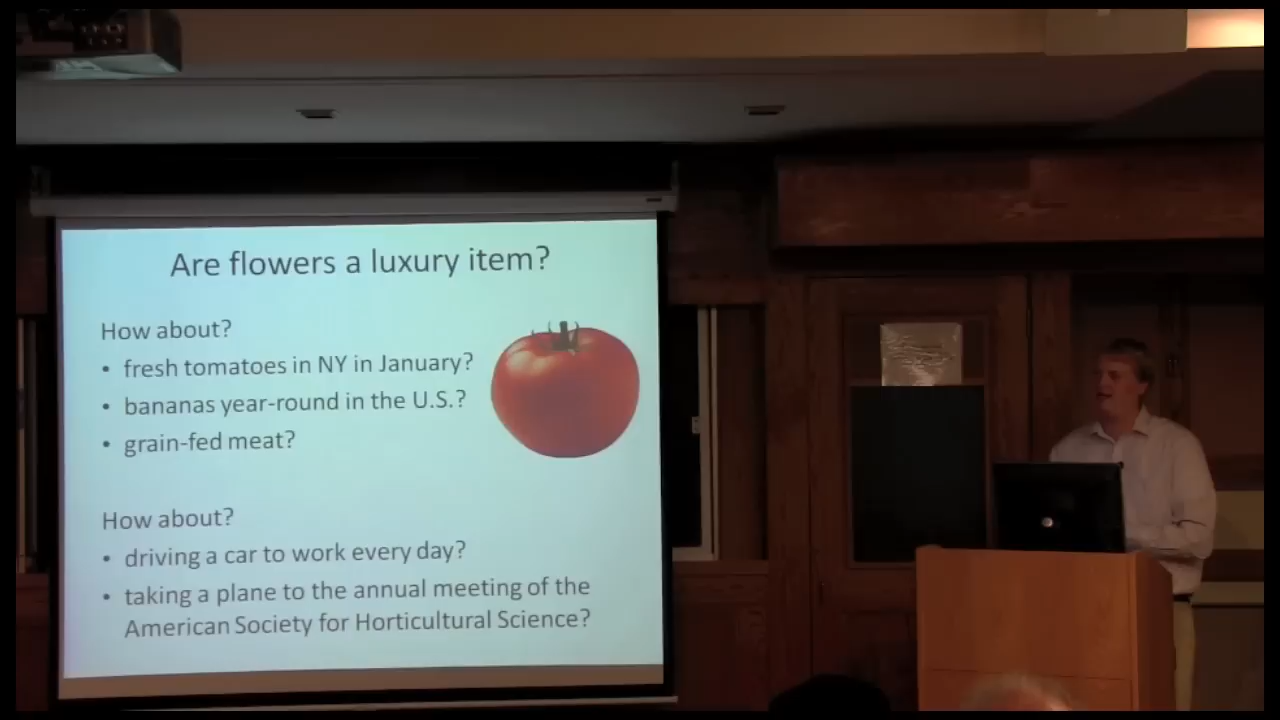 Are flowers a luxury item?
How about?
• fresh tomatoes in NY in January?
• bananas year-round in the U.S.?
• grain-fed meat?
How about?
• driving a car to work every day?
• taking a plane to the annual meeting of the
American Society for Horticultural Science?